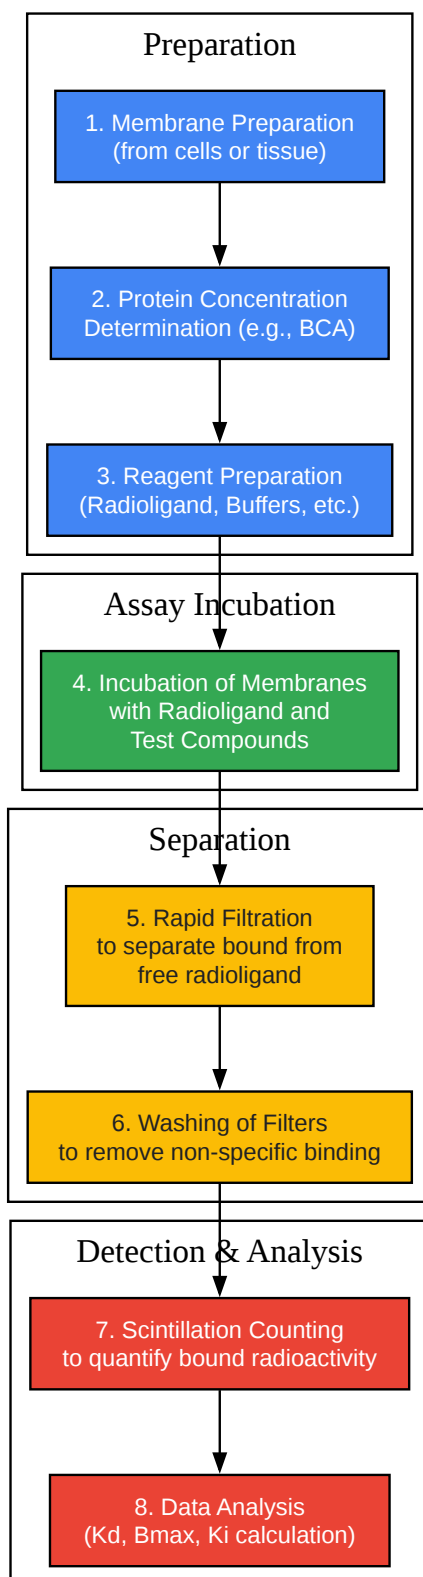 Preparation
1. Membrane Preparation
(from cells or tissue)
2. Protein Concentration
Determination (e.g., BCA)
3. Reagent Preparation
(Radioligand, Buffers, etc.)
Assay Incubation
4. Incubation of Membranes
with Radioligand and
Test Compounds
Separation
5. Rapid Filtration
to separate bound from
free radioligand
6. Washing of Filters
to remove non-specific binding
Detection & Analysis
7. Scintillation Counting
to quantify bound radioactivity
8. Data Analysis
(Kd, Bmax, Ki calculation)